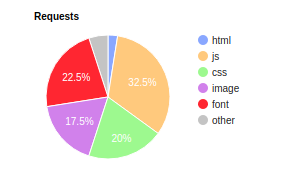 Requests
html
js
css
image
font
other
32.5%
22.5%
17.5%
20%